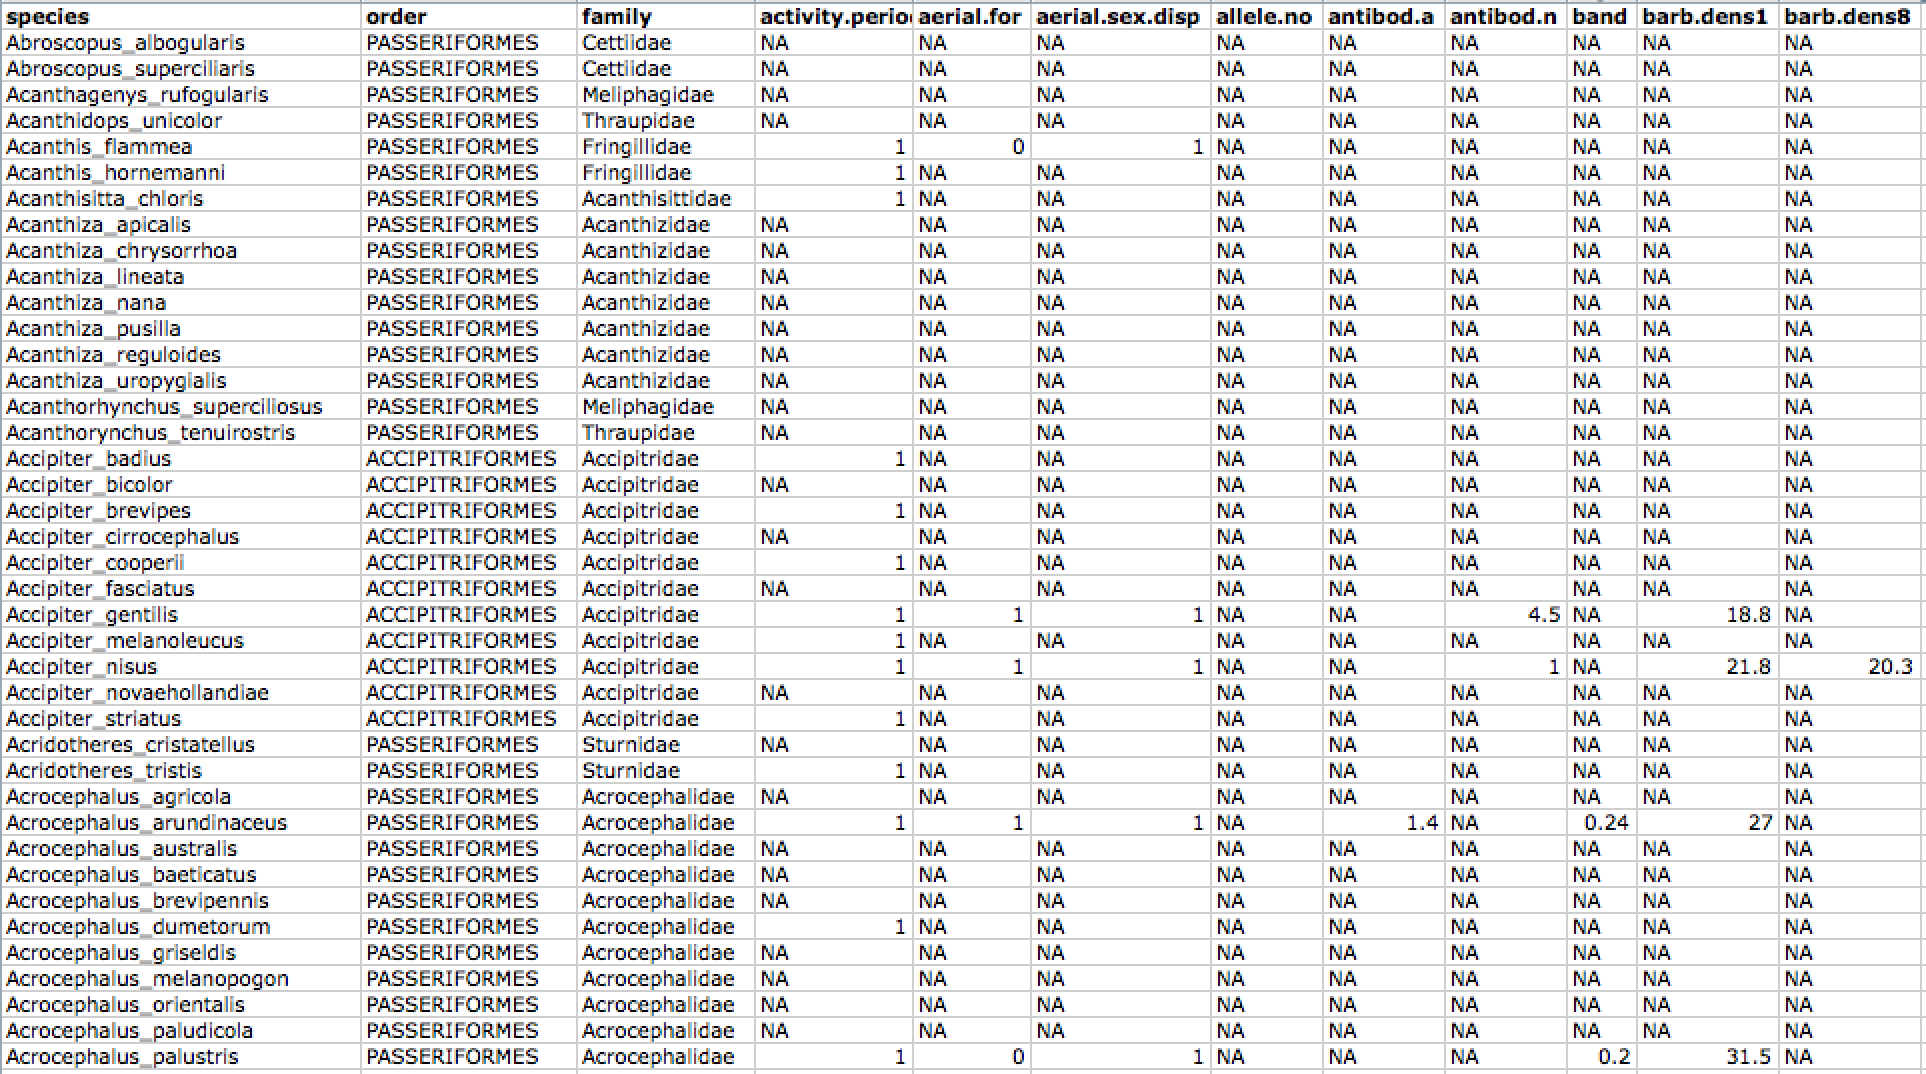 species order family activity.perio aerial.for aerial.sex.disp allele.no antibod.a antibod.n band barb.dens1 barb.dens8
Abroscopus_albogularis PASSERIFORMES Cettiidae NA NA NA NA NA NA NA NA NA
Abroscopus_superciliaris PASSERIFORMES Cettiidae NA NA NA NA NA NA NA NA NA
Acanthagenys_rufogularis PASSERIFORMES Meliphagidae NA NA NA NA NA NA NA NA NA
Acanthidops_unicolor PASSERIFORMES Thraupidae NA NA NA NA NA NA NA NA NA
Acanthis_flammea PASSERIFORMES Fringillidae 1 0 1 NA NA NA NA NA NA
Acanthis_hornemanni PASSERIFORMES Fringillidae 1 NA NA NA NA NA NA NA NA
Acanthisitta_chloris PASSERIFORMES Acanthisittidae 1 NA NA NA NA NA NA NA NA
Acanthiza_apicalis PASSERIFORMES Acanthizidae NA NA NA NA NA NA NA NA NA
Acanthiza_chrysorrhoa PASSERIFORMES Acanthizidae NA NA NA NA NA NA NA NA NA
Acanthiza_lineata PASSERIFORMES Acanthizidae NA NA NA NA NA NA NA NA NA
Acanthiza_nana PASSERIFORMES Acanthizidae NA NA NA NA NA NA NA NA NA
Acanthiza_pusilla PASSERIFORMES Acanthizidae NA NA NA NA NA NA NA NA NA
Acanthiza_reguloides PASSERIFORMES Acanthizidae NA NA NA NA NA NA NA NA NA
Acanthiza_uropygialis PASSERIFORMES Acanthizidae NA NA NA NA NA NA NA NA NA
Acanthorhynchus_superciliosus PASSERIFORMES Meliphagidae NA NA NA NA NA NA NA NA NA
Acanthorynchus_tenuirostris PASSERIFORMES Thraupidae NA NA NA NA NA NA NA NA NA
Accipiter_badius ACCIPITRIFORMES Accipitridae 1 NA NA NA NA NA NA NA NA
Accipiter_bicolor ACCIPITRIFORMES Accipitridae NA NA NA NA NA NA NA NA NA
Accipiter_brevipes ACCIPITRIFORMES Accipitridae 1 NA NA NA NA NA NA NA NA
Accipiter_cirrocephalus ACCIPITRIFORMES Accipitridae NA NA NA NA NA NA NA NA NA
Accipiter_cooperii ACCIPITRIFORMES Accipitridae 1 NA NA NA NA NA NA NA NA
Accipiter_fasciatus ACCIPITRIFORMES Accipitridae NA NA NA NA NA NA NA NA NA
Accipiter_gentilis ACCIPITRIFORMES Accipitridae 1 1 1 NA NA 4.5 NA 18.8 NA
Accipiter_melanoleucus ACCIPITRIFORMES Accipitridae 1 NA NA NA NA NA NA NA NA
Accipiter_nisus ACCIPITRIFORMES Accipitridae 1 1 1 NA NA 1 NA 21.8 20.3
Accipiter_novaehollandiae ACCIPITRIFORMES Accipitridae NA NA NA NA NA NA NA NA NA
Accipiter_striatus ACCIPITRIFORMES Accipitridae 1 NA NA NA NA NA NA NA NA
Acridotheres_cristatellus PASSERIFORMES Sturnidae NA NA NA NA NA NA NA NA NA
Acridotheres_tristis PASSERIFORMES Sturnidae 1 NA NA NA NA NA NA NA NA
Acrocephalus_agricola PASSERIFORMES Acrocephalidae NA NA NA NA NA NA NA NA NA
Acrocephalus_arundinaceus PASSERIFORMES Acrocephalidae 1 1 1 NA 1.4 NA 0.24 27 NA
Acrocephalus_australis PASSERIFORMES Acrocephalidae NA NA NA NA NA NA NA NA NA
Acrocephalus_baeticatus PASSERIFORMES Acrocephalidae NA NA NA NA NA NA NA NA NA
Acrocephalus_brevipennis PASSERIFORMES Acrocephalidae NA NA NA NA NA NA NA NA NA
Acrocephalus_dumetorum PASSERIFORMES Acrocephalidae 1 NA NA NA NA NA NA NA NA
Acrocephalus_griseldis PASSERIFORMES Acrocephalidae NA NA NA NA NA NA NA NA NA
Acrocephalus_melanopogon PASSERIFORMES Acrocephalidae NA NA NA NA NA NA NA NA NA
Acrocephalus_orientalis PASSERIFORMES Acrocephalidae NA NA NA NA NA NA NA NA NA
Acrocephalus_paludicola PASSERIFORMES Acrocephalidae NA NA NA NA NA NA NA NA NA
Acrocephalus_palustris PASSERIFORMES Acrocephalidae 1 0 1 NA NA NA 0.2 31.5 NA